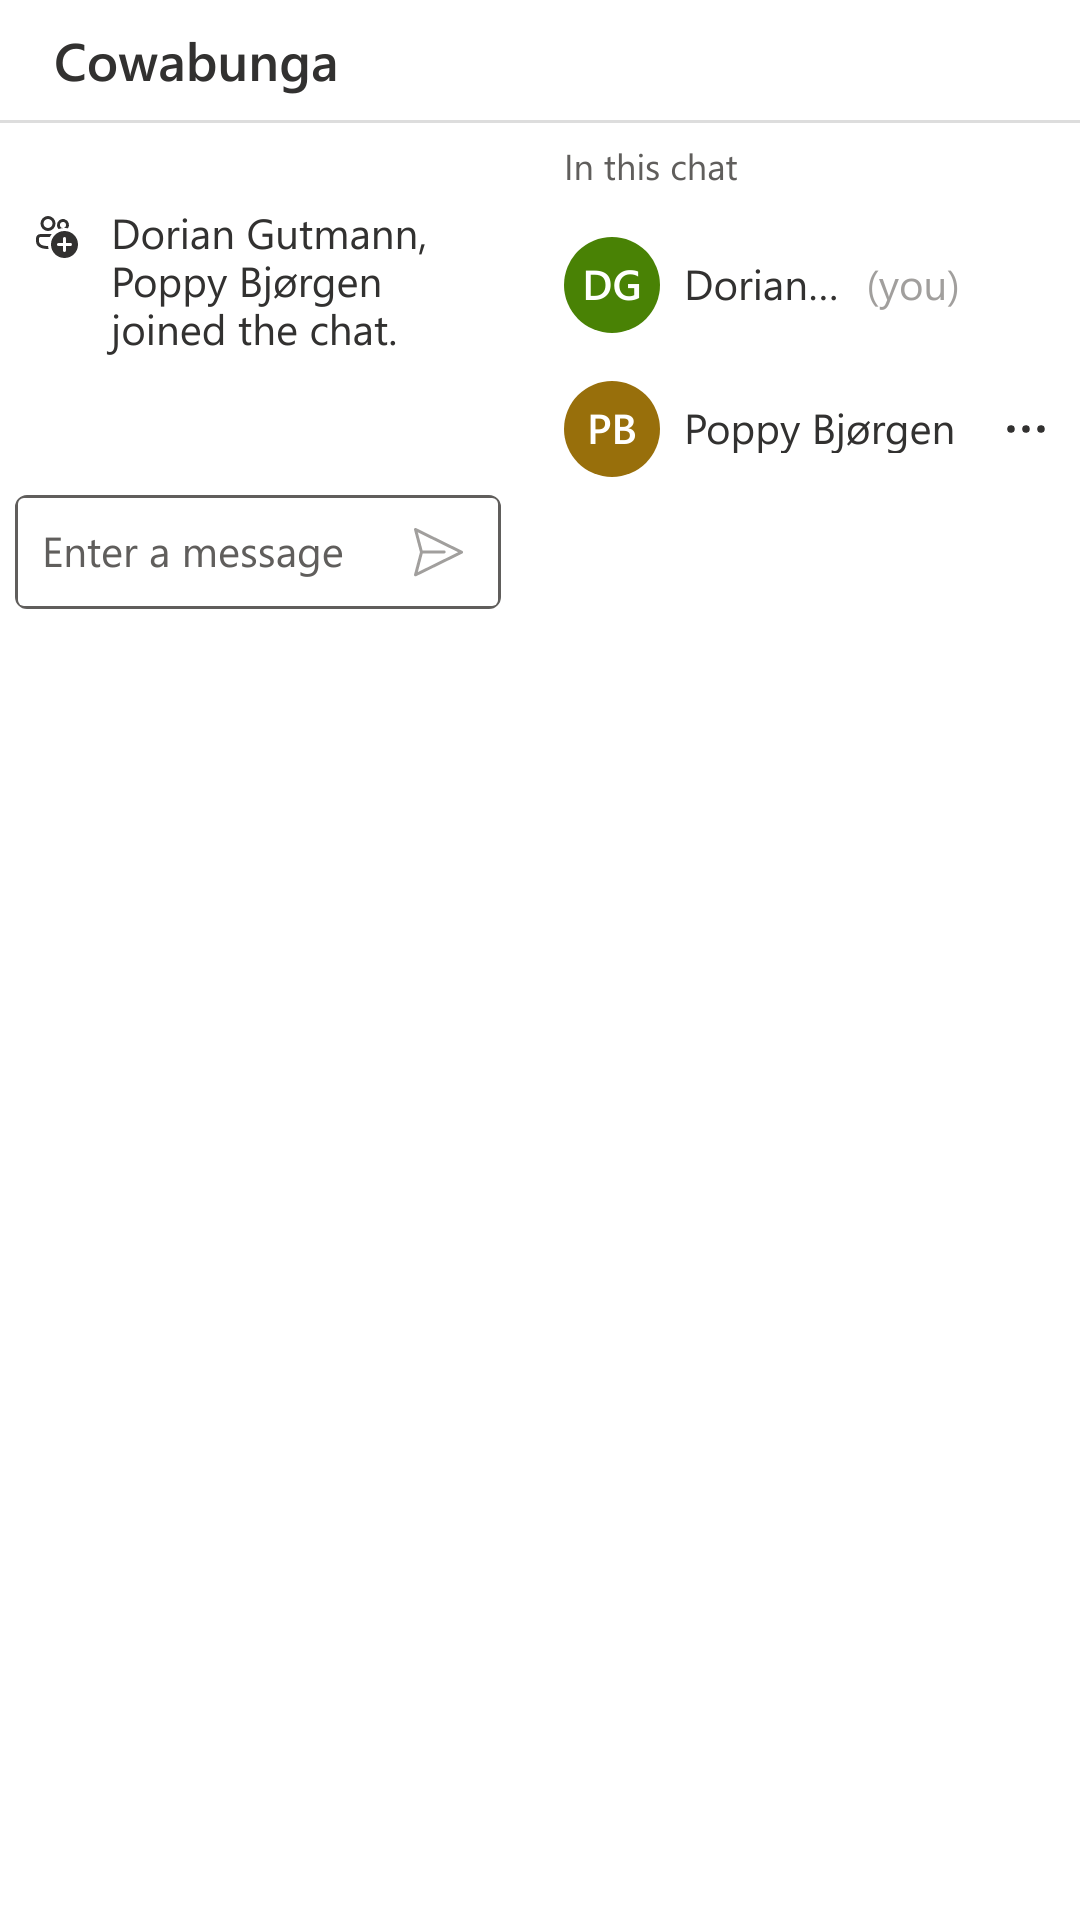 Cowabunga
Dorian Gutmann,
Poppy Bjørgen
joined the chat.
Enter a message
In this chat
DG Dorian... (you)
PB Poppy Bjørgen